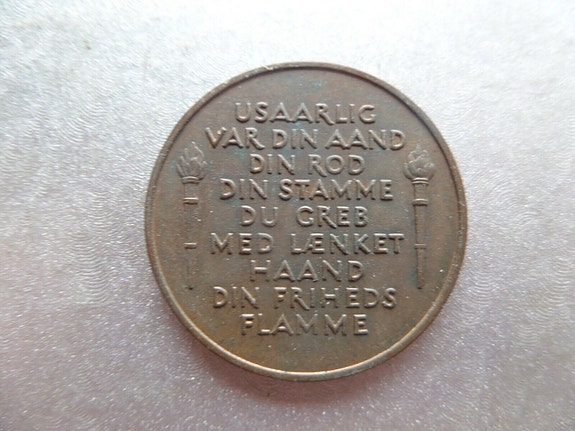 USAARLIG
VAR DIN AAND
DIN ROD
DIN STAMME
DU GREB
MED LÆNKET
HAAND
DIN FRIHEDS
FLAMME